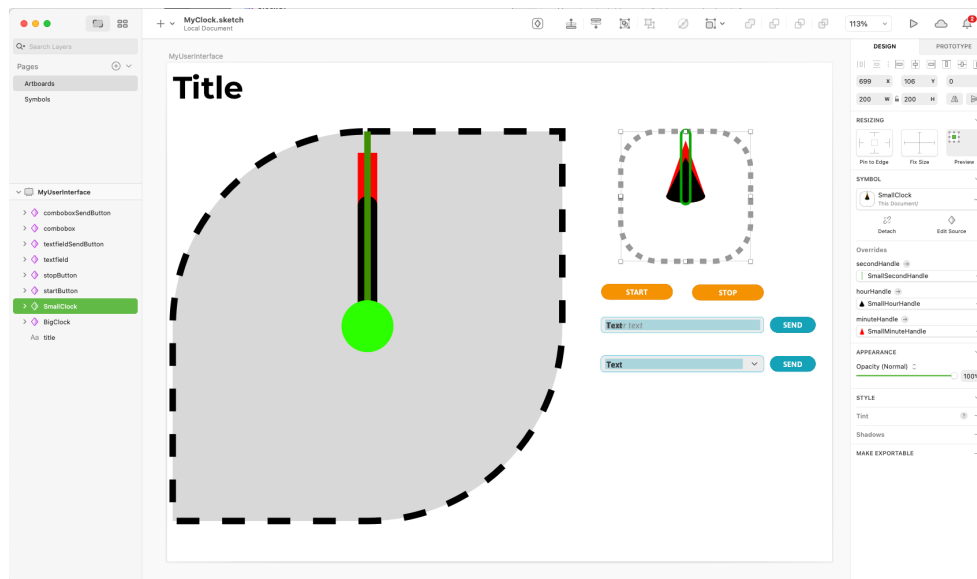 MyClock.sketch
Local Document
113%
2
Search Layers
Pages
Artboards
Symbols
MyUserInterface
comboboxSendButton
combobox
textfieldSendButton
textfield
stopButton
startButton
SmallClock
BigClock
Aa title
MyUserInterface
Title
START
STOP
Text
r text
SEND
Text
SEND
DESIGN
PROTOTYPE
699 X 106 Y 0
200 W 200 H
RESIZING
Pin to Edge
Fix Size
Preview
SYMBOL
SmallClock
This Document/
Detach
Edit Source
Overrides
secondHandle
SmallSecondHandle
hourHandle
SmallHourHandle
minuteHandle
SmallMinuteHandle
APPEARANCE
Opacity (Normal)
100%
STYLE
Tint
Shadows
MAKE EXPORTABLE